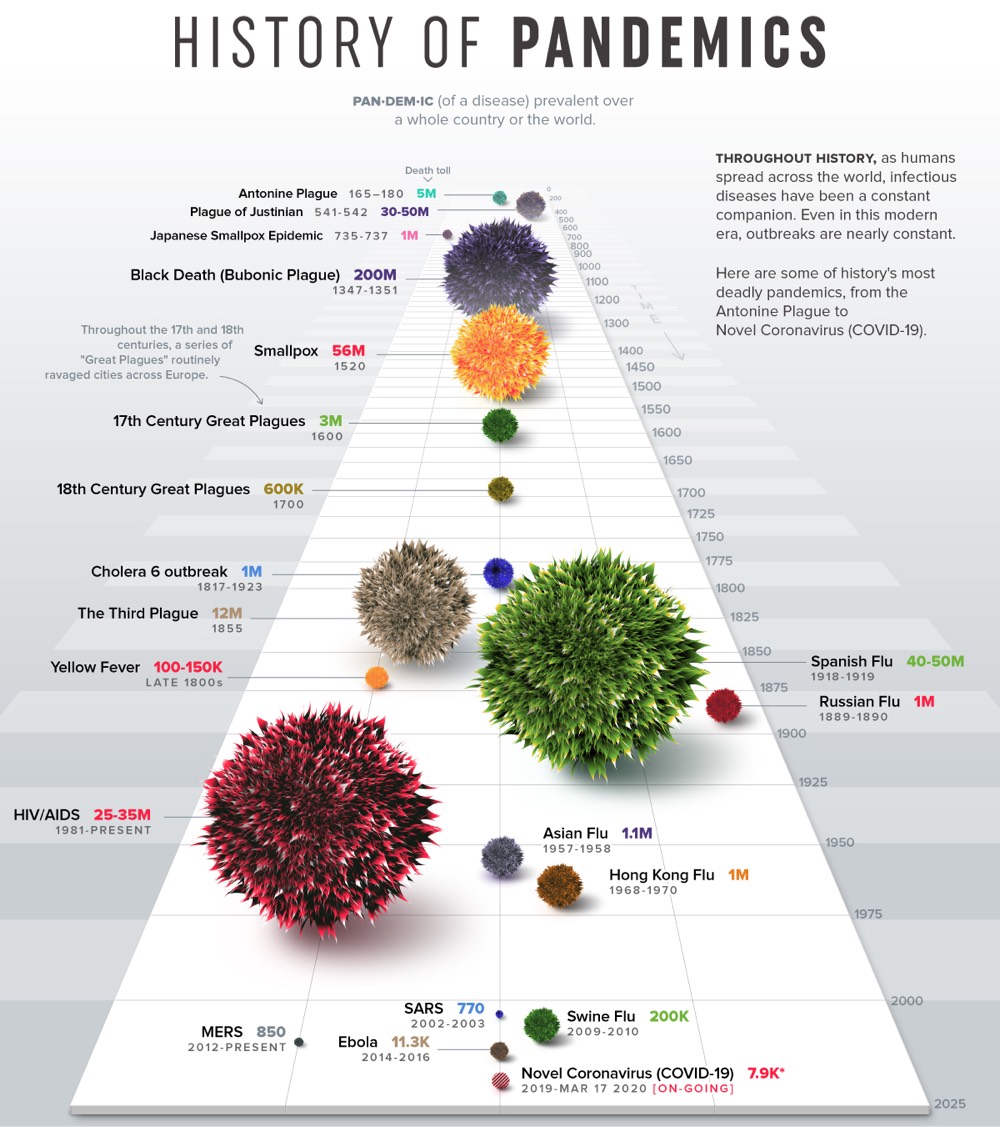 HISTORY OF PANDEMICS
PAN·DEM·IC (of a disease) prevalent over
a whole country or the world.
THROUGHOUT HISTORY, as humans
spread across the world, infectious
diseases have been a constant
companion. Even in this modern
era, outbreaks are nearly constant.
Here are some of history's most
deadly pandemics, from the
Antonine Plague to
Novel Coronavirus (COVID-19).
Death toll
Antonine Plague 165-180 5M
Plague of Justinian 541-542 30-50M
Japanese Smallpox Epidemic 735-737 1M
Black Death (Bubonic Plague) 200M
1347-1351
Throughout the 17th and 18th
centuries, a series of
"Great Plagues" routinely
ravaged cities across Europe.
Smallpox 56M
1520
17th Century Great Plagues 3M
1600
18th Century Great Plagues 600K
1700
Cholera 6 outbreak 1M
1817-1923
The Third Plague 12M
1855
Yellow Fever 100-150K
LATE 1800s
Spanish Flu 40-50M
1918-1919
Russian Flu 1M
1889-1890
HIV/AIDS 25-35M
1981-PRESENT
Asian Flu 1.1M
1957-1958
Hong Kong Flu 1M
1968-1970
SARS 770
2002-2003
Swine Flu 200K
2009-2010
MERS 850
2012-PRESENT
Ebola 11.3K
2014-2016
Novel Coronavirus (COVID-19) 7.9K*
2019-MAR 17 2020 [ON-GOING]
TIME
0
200
400
500
600
700
800
900
1000
1100
1200
1300
1400
1450
1500
1550
1600
1650
1700
1725
1750
1775
1800
1825
1850
1875
1900
1925
1950
1975
2000
2025